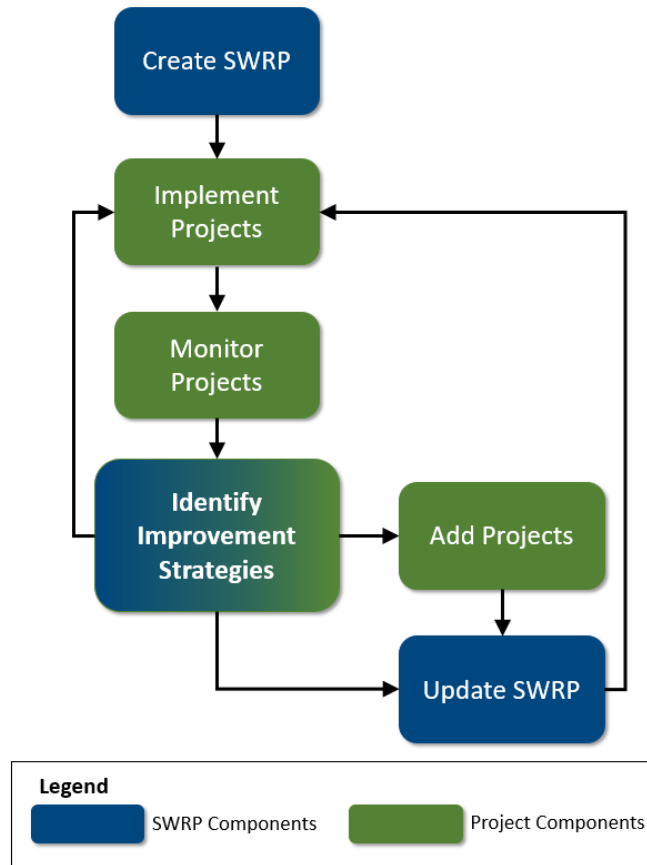 Create SWRP
Implement
Projects
Monitor
Projects
Identify
Improvement
Strategies
Add Projects
Update SWRP
Legend
SWRP Components
Project Components